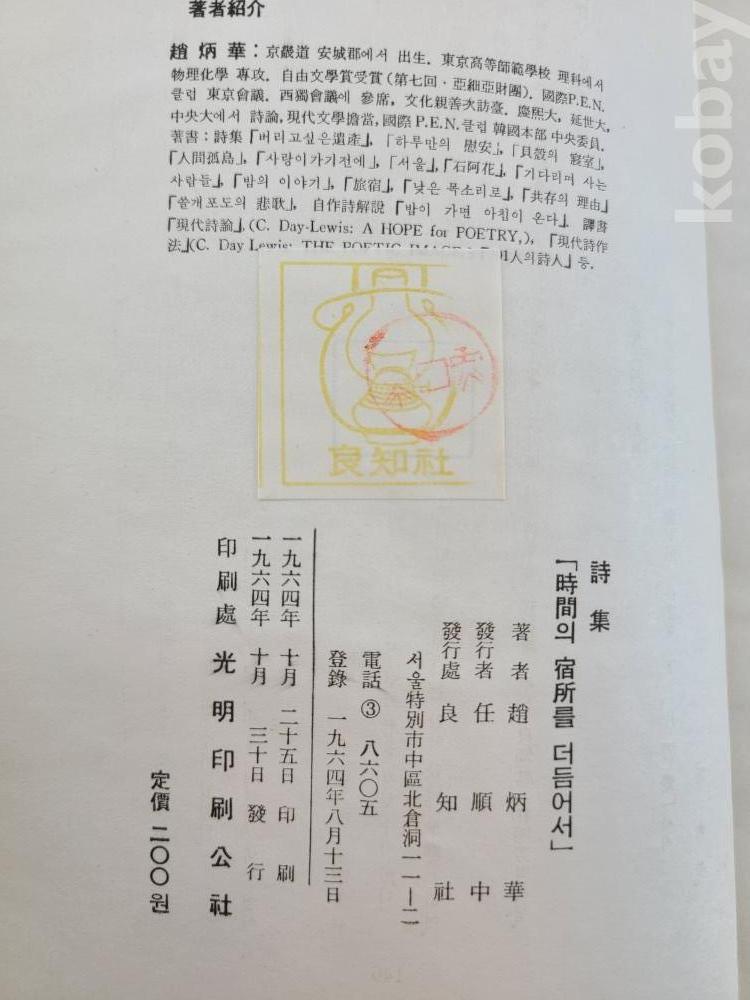 著者紹介
趙炳華: 京畿道 安城郡에서 出生. 東京高等師範學校 理科에서
物理化學 專攻. 自由文學賞受賞(第七回·亞細亞財團). 國際P.E.N.
클럽 東京會議. 西獨會議에 參席, 文化親善次訪臺. 慶熙大, 延世大,
中央大에서 詩論, 現代文學擔當, 國際P.E.N.클럽 韓國本部 中央委員.
著書: 詩集「버리고싶은遺產」, 「하루만의 慰安」, 「貝殼의 寢室」,
「人間孤島」, 「사랑이가기전에」, 「서울」, 「石阿花」, 「기다리며 사는
사람들」, 「밤의 이야기」, 「旅宿」, 「낮은 목소리로」, 「共存의 理由」
「쓸개포도의 悲歌」, 自作詩解說「밤이 가면 아침이 온다」. 譯書
「現代詩論」, (C. Day-Lewis: A HOPE for POETRY,), 「現代詩作
法」(C. Day Lewis: THE POETIC IMAGE 人의詩人」 등.
良知社
詩集
「時間의 宿所를 더듬어서」
著者 趙炳華
發行者 任順中
發行處 良知社
서울特別市中區北倉洞一一ー二
電話 ③ 八六〇五
登錄 一九六四年八月十三日
一九六四年 十月 二十五日 印刷
一九六四年 十月 三十日 發行
印刷處 光明印刷公社
定價 二〇〇원
kobay